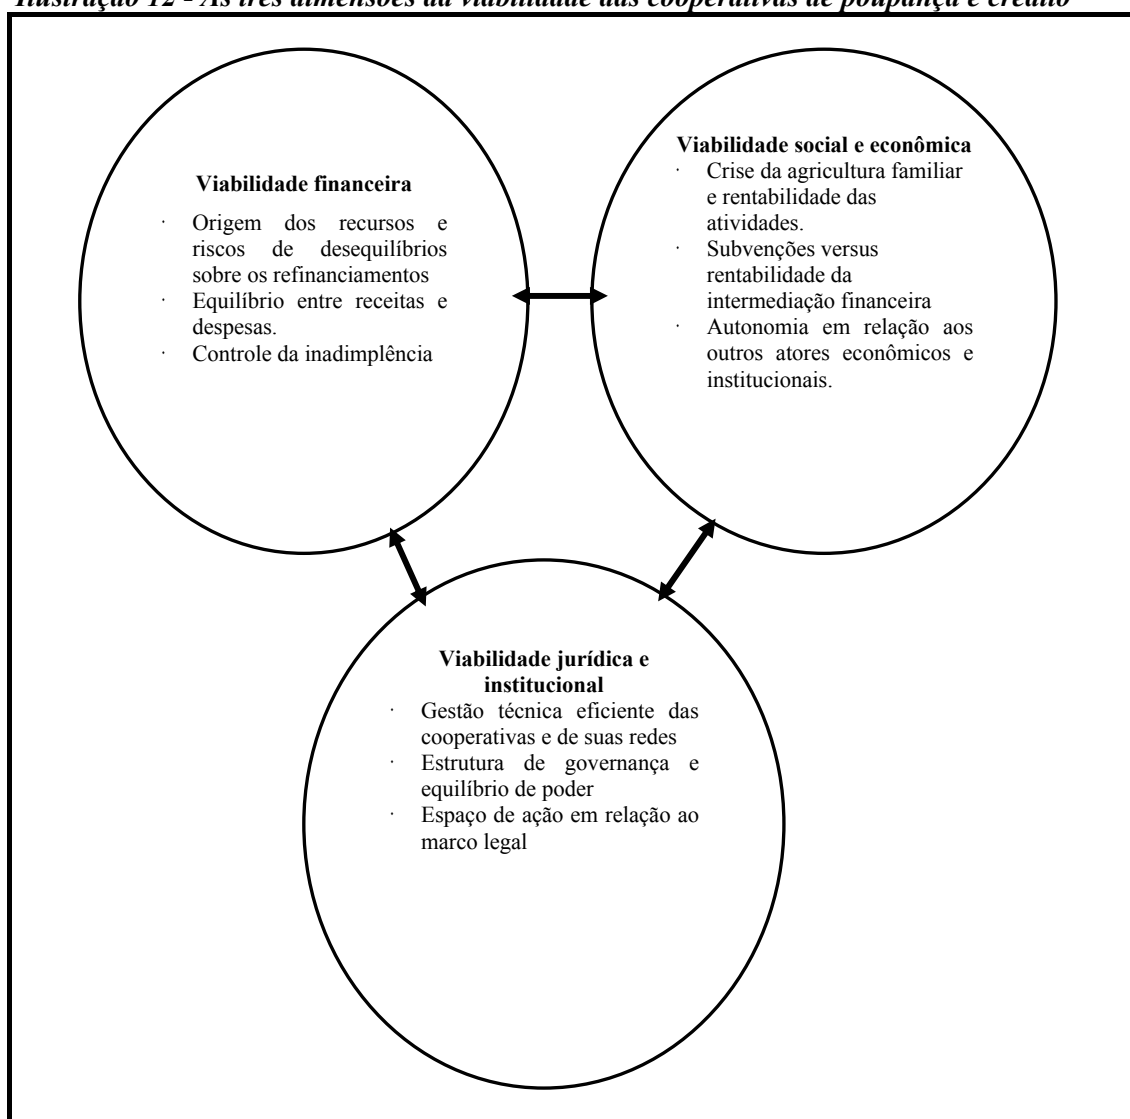 Ilustração 12 - As três dimensões da viabilidade das cooperativas de poupança e crédito
Viabilidade financeira
· Origem dos recursos e
riscos de desequilíbrios
sobre os refinanciamentos
· Equilíbrio entre receitas e
despesas.
· Controle da inadimplência
Viabilidade social e econômica
· Crise da agricultura familiar
e rentabilidade das
atividades.
· Subvenções versus
rentabilidade da
intermediação financeira
· Autonomia em relação aos
outros atores econômicos e
institucionais.
Viabilidade jurídica e
institucional
· Gestão técnica eficiente das
cooperativas e de suas redes
· Estrutura de governança e
equilíbrio de poder
· Espaço de ação em relação ao
marco legal